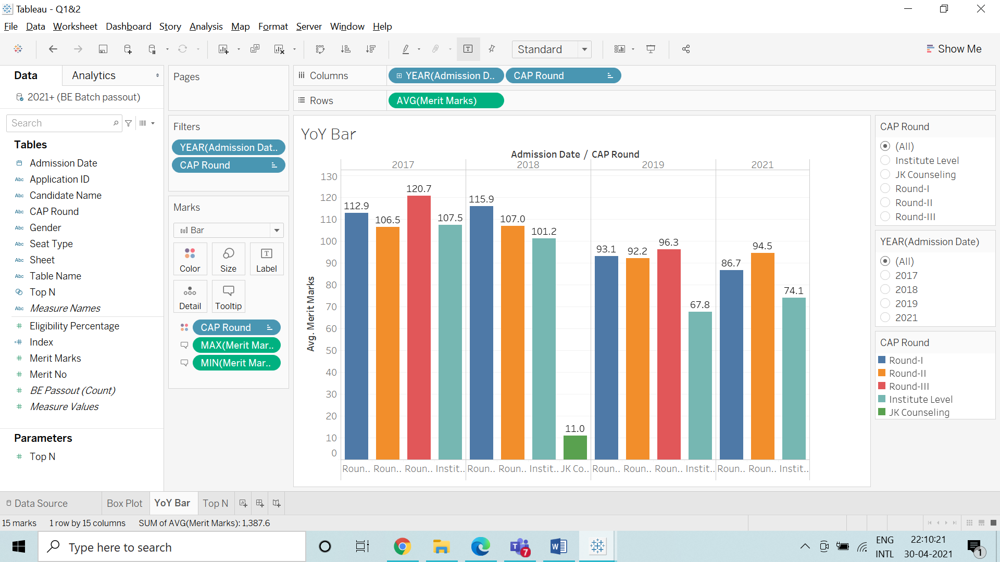 Tableau - Q1&2
File Data Worksheet Dashboard Story Analysis Map Format Server Window Help
Standard
Show Me
Data Analytics
2021+ (BE Batch passout)
Search
Tables
Admission Date
Abc Application ID
Abc Candidate Name
Abc CAP Round
Abc Gender
Abc Seat Type
Abc Sheet
Abc Table Name
Top N
Abc Measure Names
# Eligibility Percentage
=# Index
# Merit Marks
# Merit No
# BE Passout (Count)
# Measure Values
Parameters
# Top N
Pages
Filters
YEAR(Admission Dat..
CAP Round
Marks
Bar
Color Size Label
Detail Tooltip
CAP Round
MAX(Merit Mar..
MIN(Merit Mar..
Columns YEAR(Admission D.. CAP Round
Rows AVG(Merit Marks)
YoY Bar
Admission Date / CAP Round
2017 2018 2019 2021
Avg. Merit Marks
130
120
110
100
90
80
70
60
50
40
30
20
10
0
112.9 106.5 120.7 107.5 115.9 107.0 101.2 11.0 93.1 92.2 96.3 67.8 86.7 94.5 74.1
Roun.. Roun.. Roun.. Instit.. Roun.. Roun.. Instit.. JK Co.. Roun.. Roun.. Roun.. Instit.. Roun.. Roun.. Instit..
CAP Round
(All)
Institute Level
JK Counseling
Round-I
Round-II
Round-III
YEAR(Admission Date)
(All)
2017
2018
2019
2021
CAP Round
Round-I
Round-II
Round-III
Institute Level
JK Counseling
Data Source Box Plot YoY Bar Top N
15 marks 1 row by 15 columns SUM of AVG(Merit Marks): 1,387.6
Type here to search
7
ENG
INTL
22:10:21
30-04-2021
1